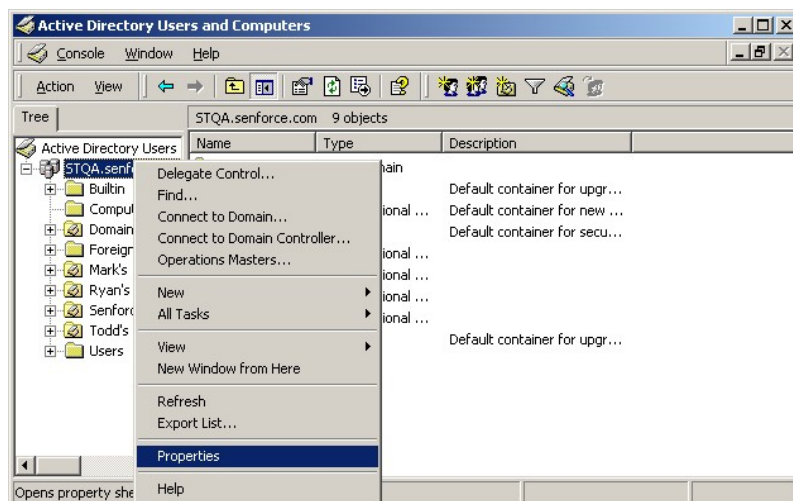 Active Directory Users and Computers
Console Window Help
Action View
Tree
STQA.senforce.com 9 objects
Active Directory Users
Name Type Description
STQA.senf
Builtin
Compu
Domain
Foreign
Mark's
Ryan's
Senfor
Todd's
Users
Delegate Control...
Find...
Connect to Domain...
Connect to Domain Controller...
Operations Masters...
New
All Tasks
View
New Window from Here
Refresh
Export List...
Properties
Help
ain
Default container for upgr...
ional ... Default container for new ...
Default container for secu...
ional ...
ional ...
ional ...
ional ...
Default container for upgr...
Opens property she